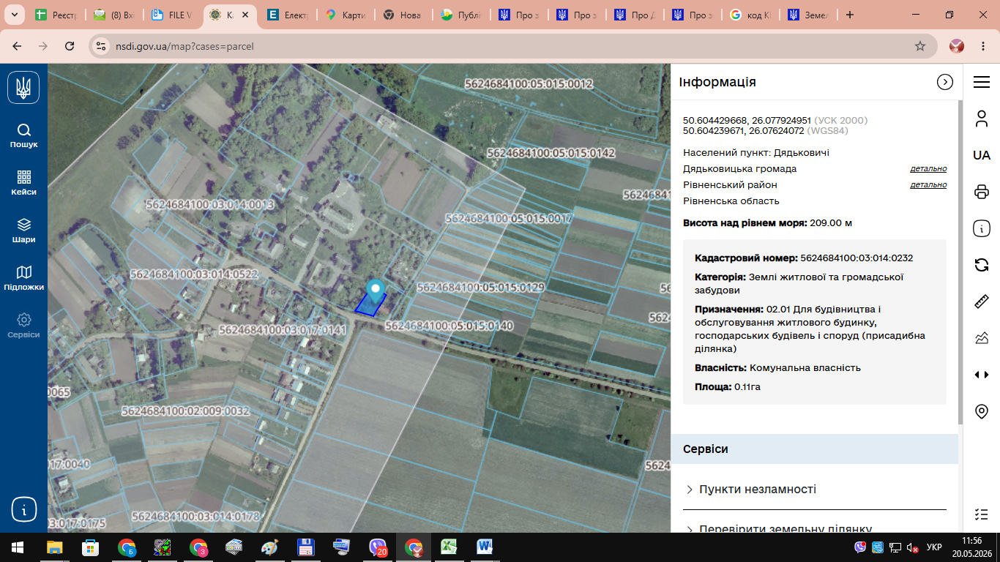 Реєстр
(8) Вхі
FILE V
Ка
Елект
Карти
Нова
Публі
Про з
Про з
Про Д
Про з
код К
Земел
nsdi.gov.ua/map?cases=parcel
Пошук
Кейси
Шари
Підложки
Сервіси
5624684100:05:015:0012
5624684100:05:015:0142
562468410
5624684100:03:014:0013
5624684100:05:015:0017
5624684100:03:014:0522
5624684100:05:015:0129
5624684100:03:017:0141
5624684100:05:015:0140
562
0065
5624684100:02:009:0032
17:0040
5624
5624684100:03:014:0178
3:017:0175
Інформація
50.604429668, 26.077924951 (УСК 2000)
50.604239671, 26.07624072 (WGS84)
Населений пункт: Дядьковичі
Дядьковицька громада детально
Рівненський район детально
Рівненська область
Висота над рівнем моря: 209.00 м
Кадастровий номер: 5624684100:03:014:0232
Категорія: Землі житлової та громадської
забудови
Призначення: 02.01 Для будівництва і
обслуговування житлового будинку,
господарських будівель і споруд (присадибна
ділянка)
Власність: Комунальна власність
Площа: 0.11га
Сервіси
Пункти незламності
Перевірити земельну ділянку
UA
20
УКР
11:56
20.05.2026